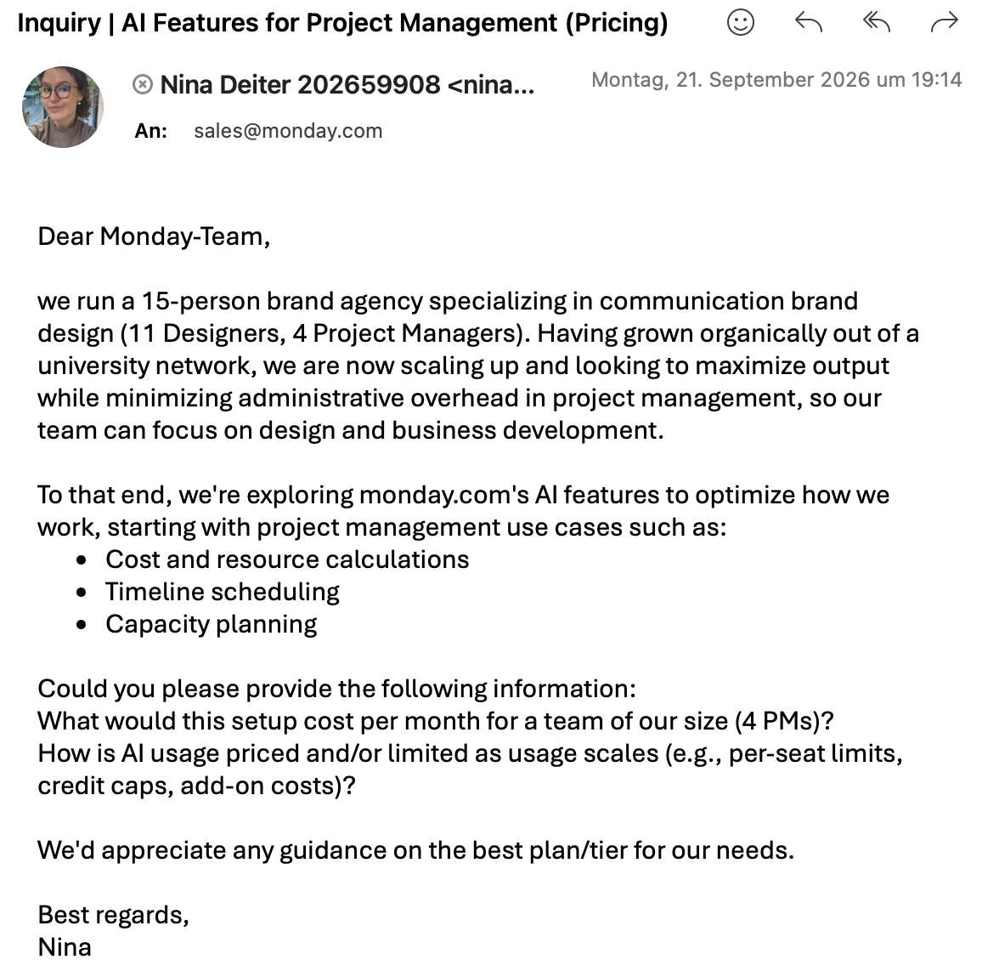 Inquiry | AI Features for Project Management (Pricing)
Nina Deiter 202659908 <nina...
Montag, 21. September 2026 um 19:14
An: sales@monday.com
Dear Monday-Team,
we run a 15-person brand agency specializing in communication brand
design (11 Designers, 4 Project Managers). Having grown organically out of a
university network, we are now scaling up and looking to maximize output
while minimizing administrative overhead in project management, so our
team can focus on design and business development.
To that end, we're exploring monday.com's AI features to optimize how we
work, starting with project management use cases such as:
• Cost and resource calculations
• Timeline scheduling
• Capacity planning
Could you please provide the following information:
What would this setup cost per month for a team of our size (4 PMs)?
How is AI usage priced and/or limited as usage scales (e.g., per-seat limits,
credit caps, add-on costs)?
We'd appreciate any guidance on the best plan/tier for our needs.
Best regards,
Nina